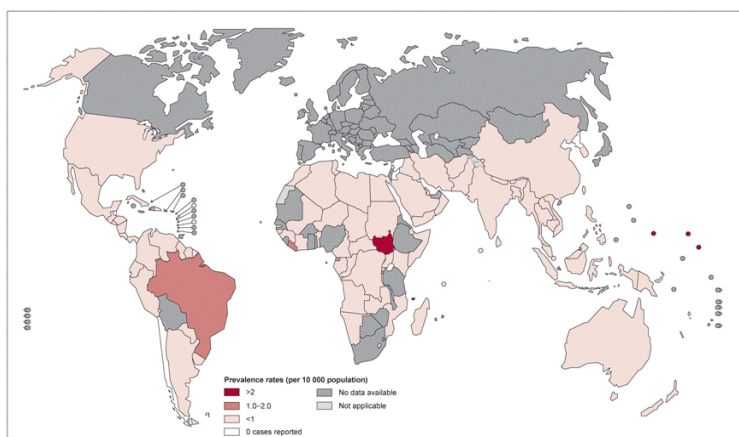 Prevalence rates (per 10 000 population)
>2
1.0–2.0
<1
0 cases reported
No data available
Not applicable